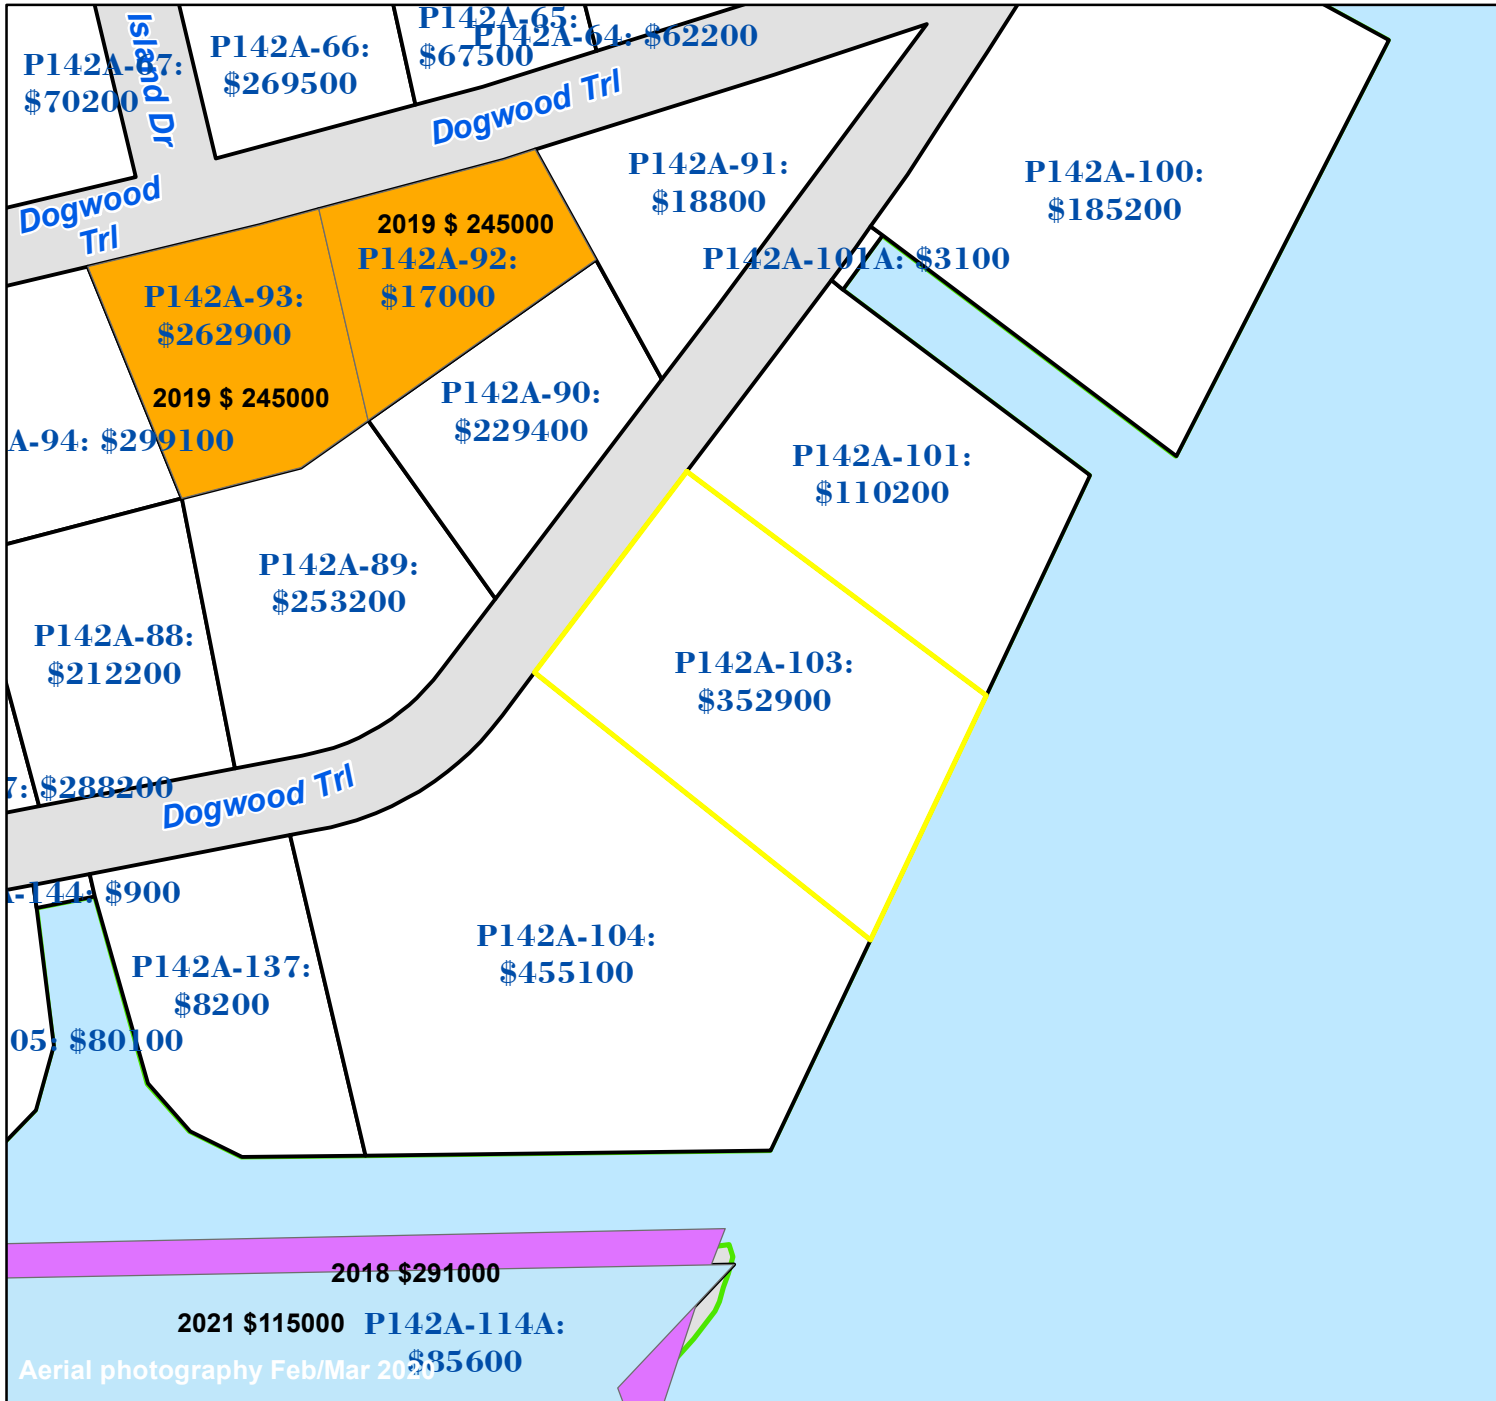 P142A-67:
$70200
Island Dr
P142A-66:
$269500
P142A-65:
$67500
P142A-64: $62200
Dogwood Trl
Dogwood
Trl
P142A-91:
$18800
P142A-100:
$185200
2019 $ 245000
P142A-92:
$17000
P142A-101A: $3100
P142A-93:
$262900
2019 $ 245000
A-94: $299100
P142A-90:
$229400
P142A-101:
$110200
P142A-89:
$253200
P142A-88:
$212200
P142A-103:
$352900
7: $288200
Dogwood Trl
A-144: $900
P142A-137:
$8200
P142A-104:
$455100
05: $80100
2018 $291000
2021 $115000
P142A-114A:
$85600
Aerial photography Feb/Mar 2020